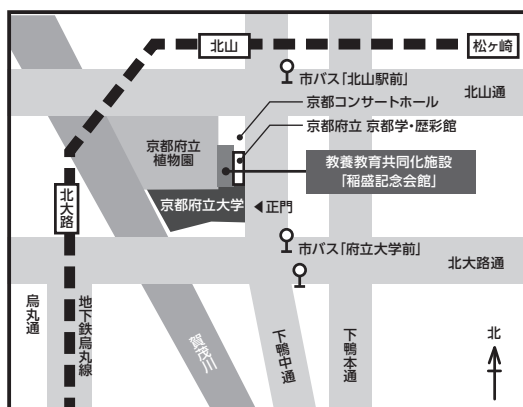 北山
松ヶ崎
市バス「北山駅前」
北山通
京都コンサートホール
京都府立 京都学・歴彩館
京都府立
植物園
教養教育共同化施設
「稲盛記念会館」
北大路
京都府立大学
◀正門
市バス「府立大学前」
北大路通
烏丸通
地下鉄烏丸線
賀茂川
下鴨中通
下鴨本通
北